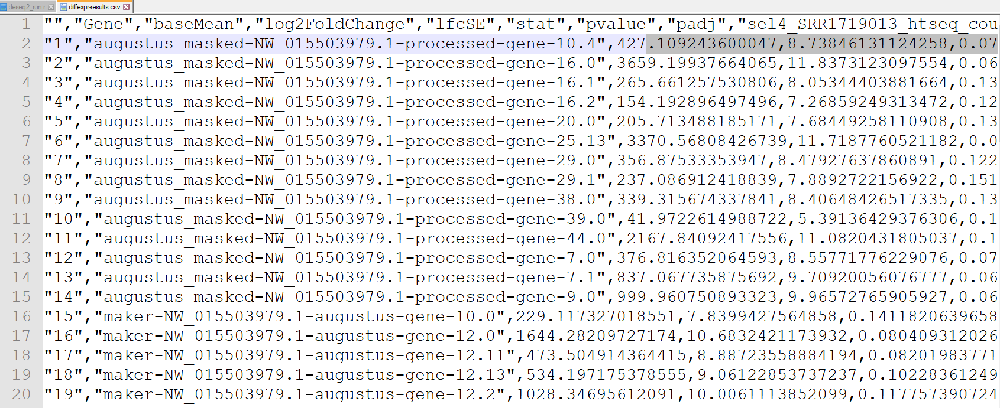 deseq2_run.r diffexpr-results.csv
1 "","Gene","baseMean","log2FoldChange","lfcSE","stat","pvalue","padj","sel4_SRR1719013_htseq_cou
2 "1","augustus_masked-NW_015503979.1-processed-gene-10.4",427.109243600047,8.73846131124258,0.07
3 "2","augustus_masked-NW_015503979.1-processed-gene-16.0",3659.19937664065,11.8373123097554,0.06
4 "3","augustus_masked-NW_015503979.1-processed-gene-16.1",265.661257530806,8.05344403881664,0.13
5 "4","augustus_masked-NW_015503979.1-processed-gene-16.2",154.192896497496,7.26859249313472,0.12
6 "5","augustus_masked-NW_015503979.1-processed-gene-20.0",205.713488185171,7.68449258110908,0.13
7 "6","augustus_masked-NW_015503979.1-processed-gene-25.13",3370.56808426739,11.7187760521182,0.0
8 "7","augustus_masked-NW_015503979.1-processed-gene-29.0",356.87533353947,8.47927637860891,0.122
9 "8","augustus_masked-NW_015503979.1-processed-gene-29.1",237.086912418839,7.8892722156922,0.151
10 "9","augustus_masked-NW_015503979.1-processed-gene-38.0",339.315674337841,8.40648426517335,0.13
11 "10","augustus_masked-NW_015503979.1-processed-gene-39.0",41.9722614988722,5.39136429376306,0.1
12 "11","augustus_masked-NW_015503979.1-processed-gene-44.0",2167.84092417556,11.0820431805037,0.1
13 "12","augustus_masked-NW_015503979.1-processed-gene-7.0",376.816352064593,8.55771776229076,0.07
14 "13","augustus_masked-NW_015503979.1-processed-gene-7.1",837.067735875692,9.70920056076777,0.06
15 "14","augustus_masked-NW_015503979.1-processed-gene-9.0",999.960750893323,9.96572765905927,0.06
16 "15","maker-NW_015503979.1-augustus-gene-10.0",229.117327018551,7.8399427564858,0.1411820639658
17 "16","maker-NW_015503979.1-augustus-gene-12.0",1644.28209727174,10.6832421173932,0.080409312026
18 "17","maker-NW_015503979.1-augustus-gene-12.11",473.504914364415,8.88723558884194,0.08201983771
19 "18","maker-NW_015503979.1-augustus-gene-12.13",534.197175378555,9.06122853737237,0.10228361249
20 "19","maker-NW_015503979.1-augustus-gene-12.2",1028.34695612091,10.0061113852099,0.117757390724